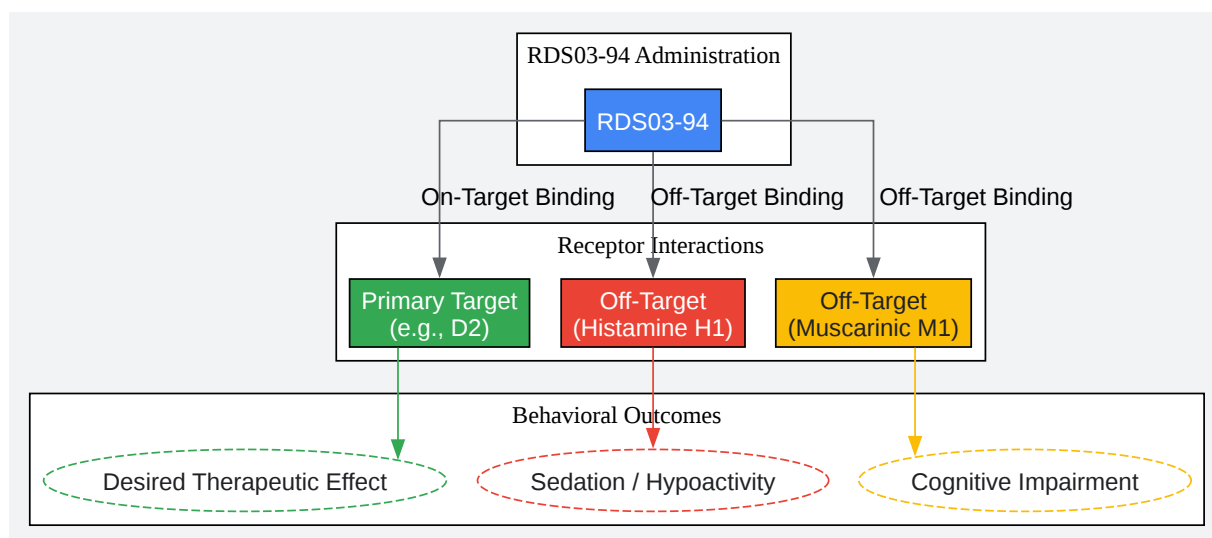 RDS03-94 Administration
RDS03-94
On-Target Binding
Off-Target Binding
Off-Target Binding
Receptor Interactions
Primary Target
(e.g., D2)
Off-Target
(Histamine H1)
Off-Target
(Muscarinic M1)
Behavioral Outcomes
Desired Therapeutic Effect
Sedation / Hypoactivity
Cognitive Impairment